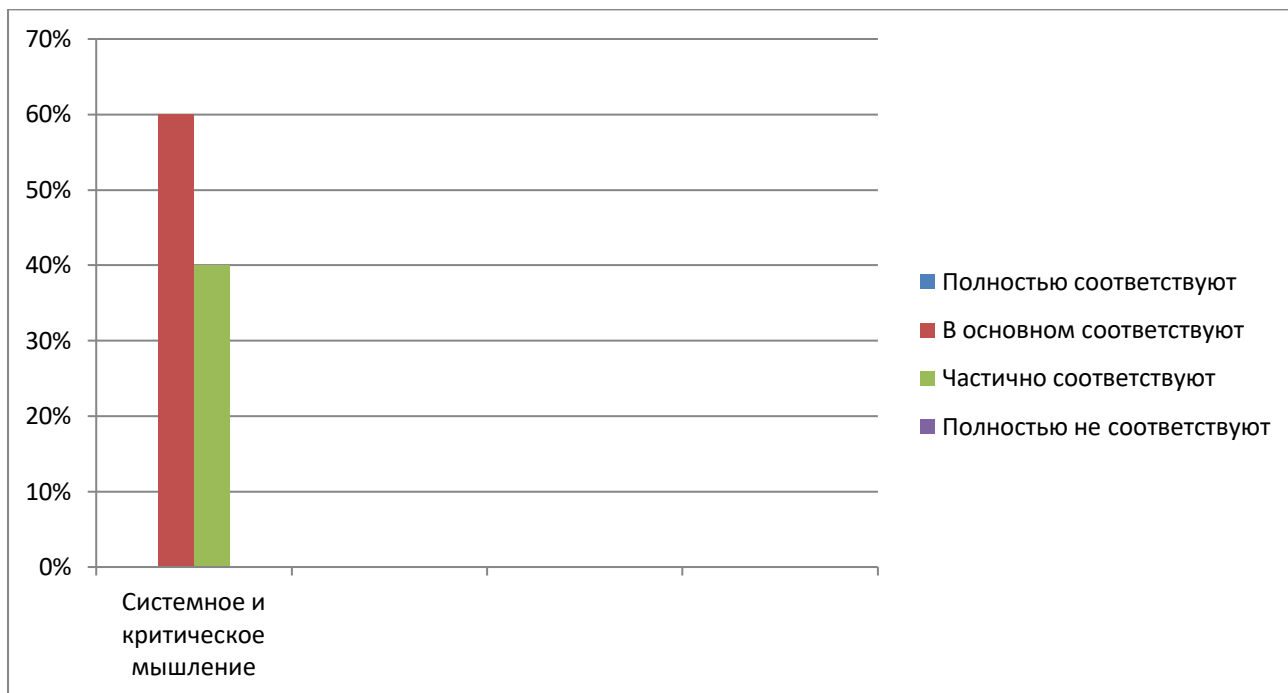 70%
60%
50%
40%
30%
20%
10%
0%
Системное и
критическое
мышление
Полностью соответствуют
В основном соответствуют
Частично соответствуют
Полностью не соответствуют